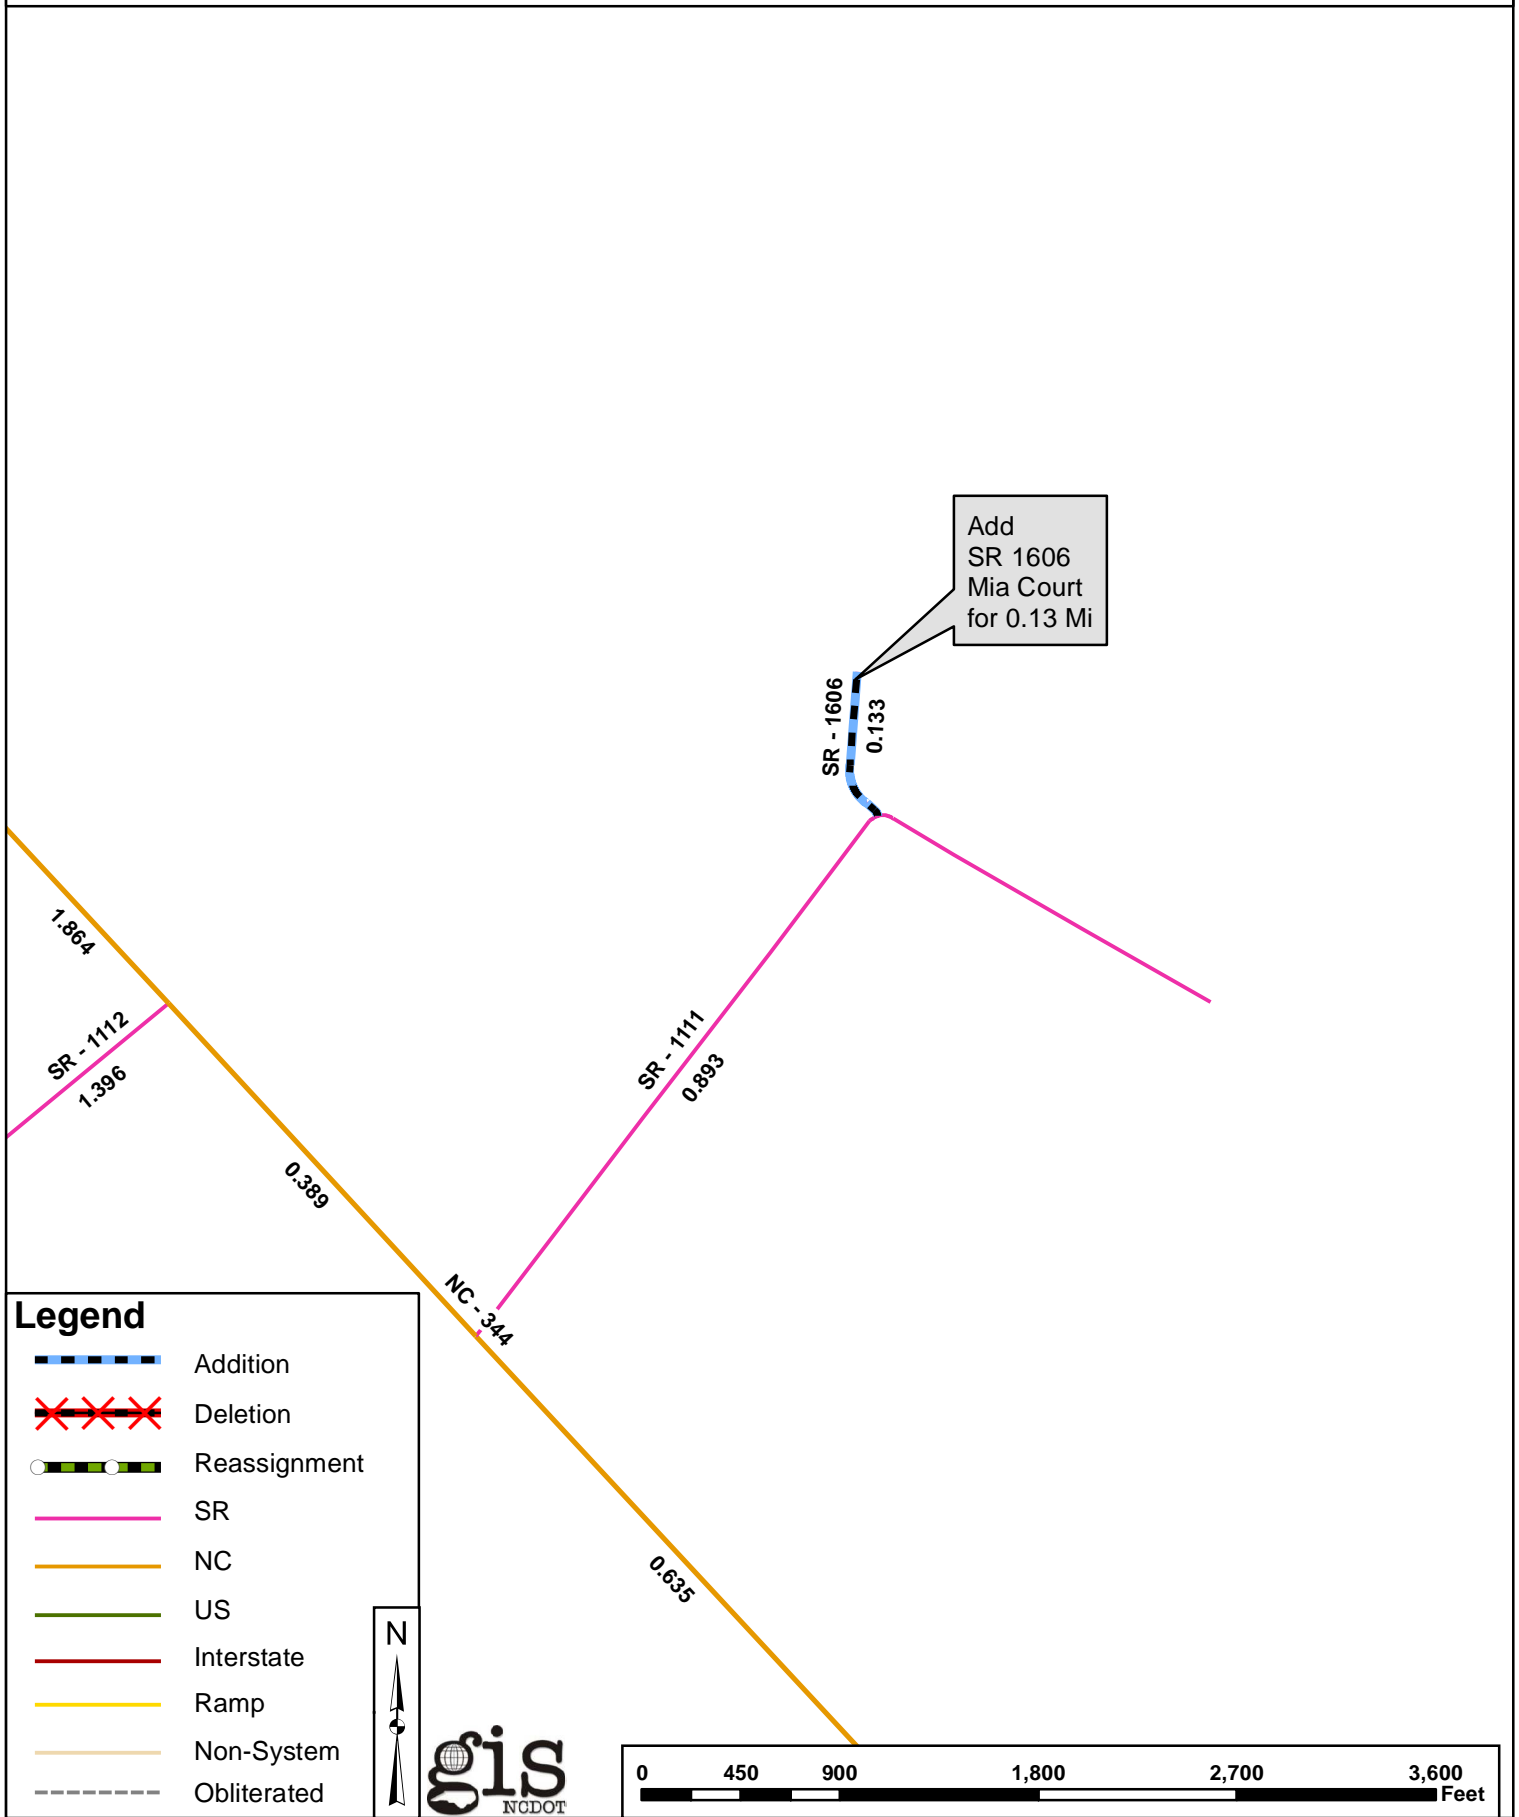 Add
SR 1606
Mia Court
for 0.13 Mi
SR - 1606
0.133
1.864
SR - 1112
1.396
SR - 1111
0.893
0.389
NC - 344
0.635
Legend
Addition
Deletion
Reassignment
SR
NC
US
Interstate
Ramp
Non-System
Obliterated
N
gis
NCDOT
0 450 900 1,800 2,700 3,600
Feet